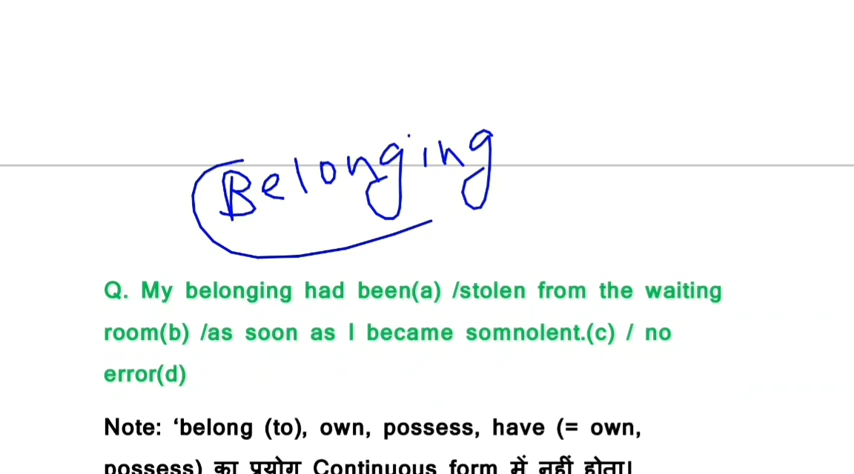 Belonging
Q. My belonging had been(a) /stolen from the waiting
room(b) /as soon as I became somnolent.(c) / no
error(d)
Note: ‘belong (to), own, possess, have (= own,
possess) का प्रयोग Continuous form में नहीं होता।